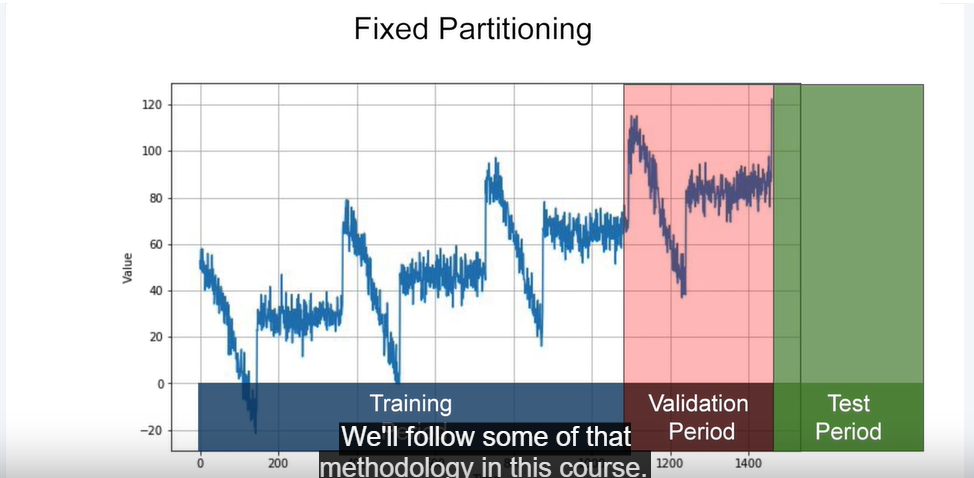 Fixed Partitioning
120
100
80
60
40
20
0
−20
Value
Training
Validation
Period
Test
Period
We'll follow some of that
methodology in this course.
0
200
1200
1400